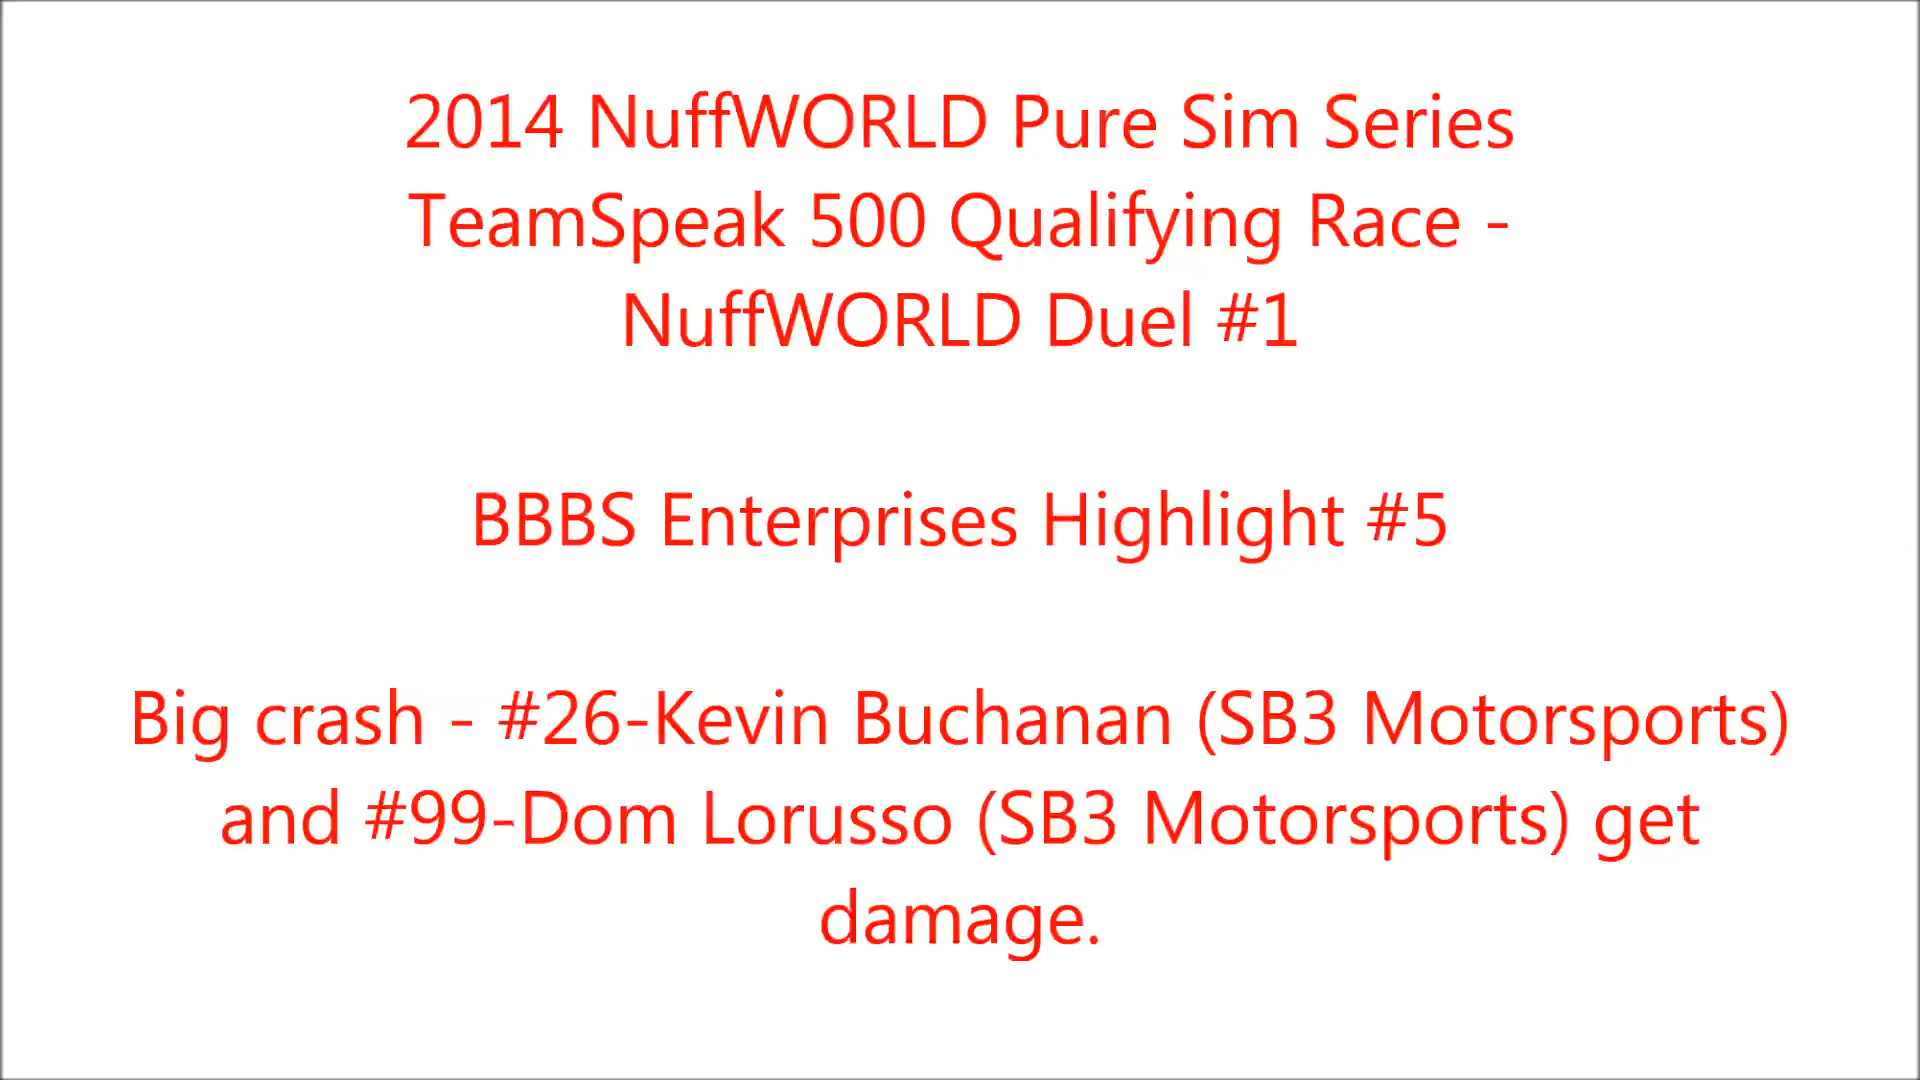 2014 NuffWORLD Pure Sim Series
TeamSpeak 500 Qualifying Race -
NuffWORLD Duel #1
BBBS Enterprises Highlight #5
Big crash - #26-Kevin Buchanan (SB3 Motorsports)
and #99-Dom Lorusso (SB3 Motorsports) get
damage.